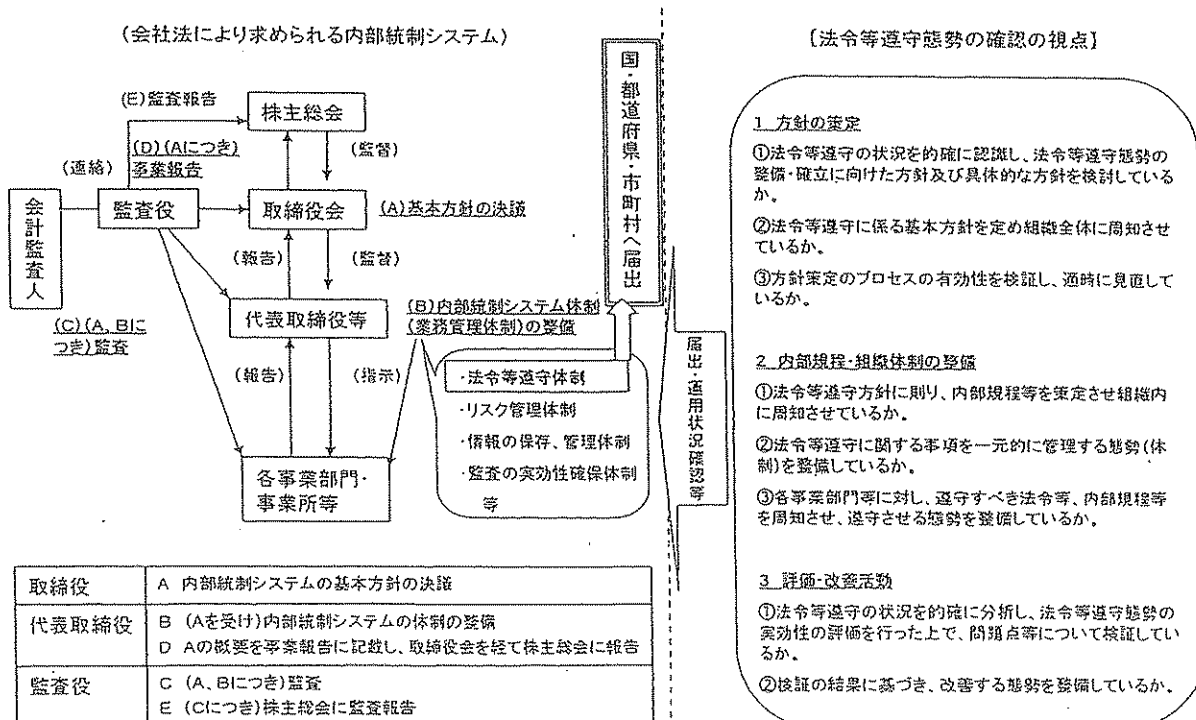 (会社法により求められる内部統制システム)
(E)監査報告
株主総会
(連絡)
(D)(Aにつき)
事業報告
(監督)
会計監査人
監査役
取締役会
(A)基本方針の決議
(報告)
(監督)
(C)(A、Bに
つき)監査
代表取締役等
(B)内部統制システム体制
(業務管理体制)の整備
(報告)
(指示)
・法令等遵守体制
・リスク管理体制
・情報の保存、管理体制
・監査の実効性確保体制
等
各事業部門・
事業所等
国・都道府県・市町村へ届出
届出・運用状況確認等
取締役
A 内部統制システムの基本方針の決議
代表取締役
B (Aを受け)内部統制システムの体制の整備
D Aの概要を事業報告に記載し、取締役会を経て株主総会に報告
監査役
C (A、Bにつき)監査
E (Cにつき)株主総会に監査報告
[法令等遵守態勢の確認の視点]
1 方針の策定
①法令等遵守の状況を的確に認識し、法令等遵守態勢の
整備・確立に向けた方針及び具体的な方針を検討している
か。
②法令等遵守に係る基本方針を定め組織全体に周知させ
ているか。
③方針策定のプロセスの有効性を検証し、適時に見直して
いるか。
2 内部規程・組織体制の整備
①法令等遵守方針に則り、内部規程等を策定させ組織内
に周知させているか。
②法令等遵守に関する事項を一元的に管理する態勢(体
制)を整備しているか。
③各事業部門等に対し、遵守すべき法令等、内部規程等
を周知させ、遵守させる態勢を整備しているか。
3 評価・改善活動
①法令等遵守の状況を的確に分析し、法令等遵守態勢の
実効性の評価を行った上で、問題点等について検証してい
るか。
②検証の結果に基づき、改善する態勢を整備しているか。